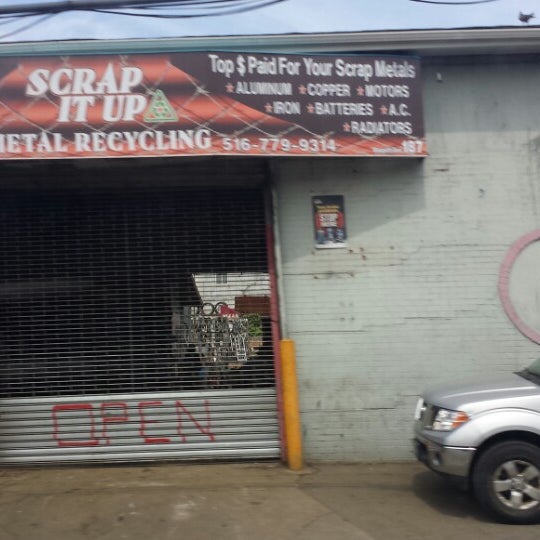 SCRAP
IT UP
METAL RECYCLING
Top $ Paid For Your Scrap Metals
★ ALUMINUM ★ COPPER ★ MOTORS
★ IRON ★ BATTERIES ★ A.C.
★ RADIATORS
516-779-9314
187
OPEN